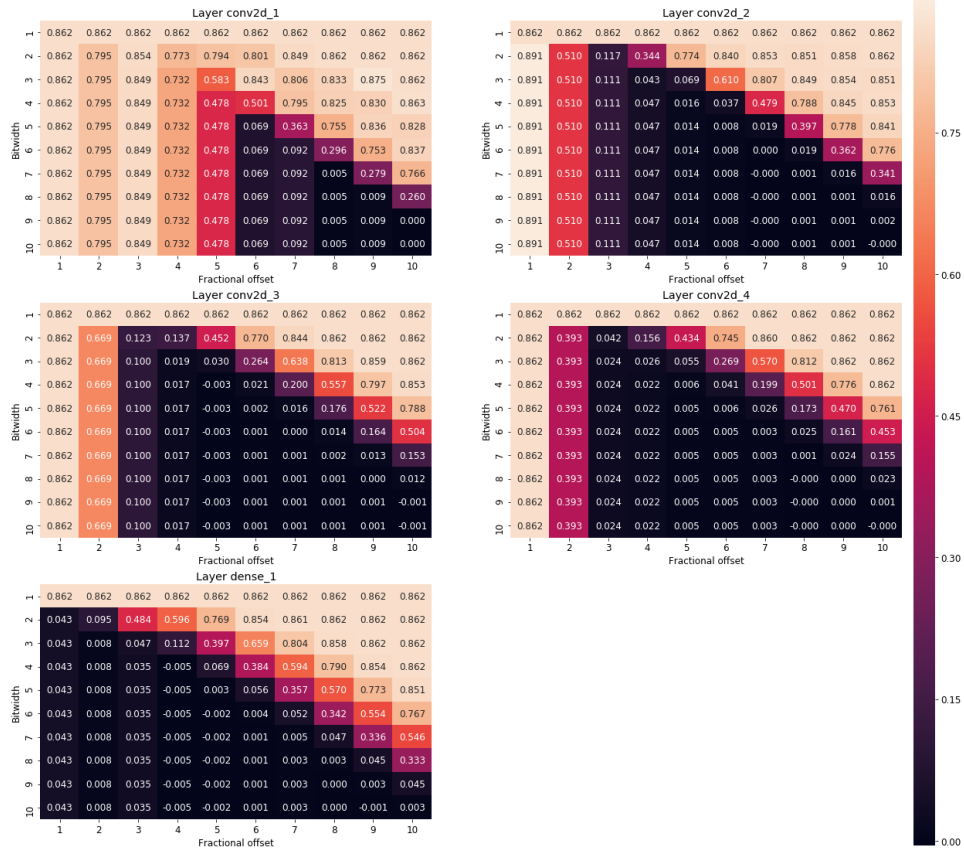 Layer conv2d_1
1 0.862 0.862 0.862 0.862 0.862 0.862 0.862 0.862 0.862 0.862
2 0.862 0.795 0.854 0.773 0.794 0.801 0.849 0.862 0.862 0.862
3 0.862 0.795 0.849 0.732 0.583 0.843 0.806 0.833 0.875 0.862
4 0.862 0.795 0.849 0.732 0.478 0.501 0.795 0.825 0.830 0.863
5 0.862 0.795 0.849 0.732 0.478 0.069 0.363 0.755 0.836 0.828
6 0.862 0.795 0.849 0.732 0.478 0.069 0.092 0.296 0.753 0.837
7 0.862 0.795 0.849 0.732 0.478 0.069 0.092 0.005 0.279 0.766
8 0.862 0.795 0.849 0.732 0.478 0.069 0.092 0.005 0.009 0.260
9 0.862 0.795 0.849 0.732 0.478 0.069 0.092 0.005 0.009 0.000
10 0.862 0.795 0.849 0.732 0.478 0.069 0.092 0.005 0.009 0.000
Bitwidth
1 2 3 4 5 6 7 8 9 10
Fractional offset
Layer conv2d_2
1 0.862 0.862 0.862 0.862 0.862 0.862 0.862 0.862 0.862 0.862
2 0.891 0.510 0.117 0.344 0.774 0.840 0.853 0.851 0.858 0.862
3 0.891 0.510 0.111 0.043 0.069 0.610 0.807 0.849 0.854 0.851
4 0.891 0.510 0.111 0.047 0.016 0.037 0.479 0.788 0.845 0.853
5 0.891 0.510 0.111 0.047 0.014 0.008 0.019 0.397 0.778 0.841
6 0.891 0.510 0.111 0.047 0.014 0.008 0.000 0.019 0.362 0.776
7 0.891 0.510 0.111 0.047 0.014 0.008 -0.000 0.001 0.016 0.341
8 0.891 0.510 0.111 0.047 0.014 0.008 -0.000 0.001 0.001 0.016
9 0.891 0.510 0.111 0.047 0.014 0.008 -0.000 0.001 0.001 0.002
10 0.891 0.510 0.111 0.047 0.014 0.008 -0.000 0.001 0.001 -0.000
Bitwidth
1 2 3 4 5 6 7 8 9 10
Fractional offset
Layer conv2d_3
1 0.862 0.862 0.862 0.862 0.862 0.862 0.862 0.862 0.862 0.862
2 0.862 0.669 0.123 0.137 0.452 0.770 0.844 0.862 0.862 0.862
3 0.862 0.669 0.100 0.019 0.030 0.264 0.638 0.813 0.859 0.862
4 0.862 0.669 0.100 0.017 -0.003 0.021 0.200 0.557 0.797 0.853
5 0.862 0.669 0.100 0.017 -0.003 0.002 0.016 0.176 0.522 0.788
6 0.862 0.669 0.100 0.017 -0.003 0.001 0.000 0.014 0.164 0.504
7 0.862 0.669 0.100 0.017 -0.003 0.001 0.001 0.002 0.013 0.153
8 0.862 0.669 0.100 0.017 -0.003 0.001 0.001 0.001 0.000 0.012
9 0.862 0.669 0.100 0.017 -0.003 0.001 0.001 0.001 0.000 -0.001
10 0.862 0.669 0.100 0.017 -0.003 0.001 0.001 0.001 0.001 -0.001
Bitwidth
1 2 3 4 5 6 7 8 9 10
Fractional offset
Layer conv2d_4
1 0.862 0.862 0.862 0.862 0.862 0.862 0.862 0.862 0.862 0.862
2 0.862 0.393 0.042 0.156 0.434 0.745 0.860 0.862 0.862 0.862
3 0.862 0.393 0.024 0.026 0.055 0.269 0.570 0.812 0.862 0.862
4 0.862 0.393 0.024 0.022 0.006 0.041 0.199 0.501 0.776 0.862
5 0.862 0.393 0.024 0.022 0.005 0.006 0.026 0.173 0.470 0.761
6 0.862 0.393 0.024 0.022 0.005 0.005 0.003 0.025 0.161 0.453
7 0.862 0.393 0.024 0.022 0.005 0.005 0.003 0.001 0.024 0.155
8 0.862 0.393 0.024 0.022 0.005 0.005 0.003 -0.000 0.000 0.023
9 0.862 0.393 0.024 0.022 0.005 0.005 0.003 -0.000 0.000 0.001
10 0.862 0.393 0.024 0.022 0.005 0.005 0.003 -0.000 0.000 -0.000
Bitwidth
1 2 3 4 5 6 7 8 9 10
Fractional offset
Layer dense_1
1 0.862 0.862 0.862 0.862 0.862 0.862 0.862 0.862 0.862 0.862
2 0.043 0.095 0.484 0.596 0.769 0.854 0.861 0.862 0.862 0.862
3 0.043 0.008 0.047 0.112 0.397 0.659 0.804 0.858 0.862 0.862
4 0.043 0.008 0.035 -0.005 0.069 0.384 0.594 0.790 0.854 0.862
5 0.043 0.008 0.035 -0.005 0.003 0.056 0.357 0.570 0.773 0.851
6 0.043 0.008 0.035 -0.005 -0.002 0.004 0.052 0.342 0.554 0.767
7 0.043 0.008 0.035 -0.005 -0.002 0.001 0.005 0.047 0.336 0.546
8 0.043 0.008 0.035 -0.005 -0.002 0.001 0.003 0.003 0.045 0.333
9 0.043 0.008 0.035 -0.005 -0.002 0.001 0.003 0.000 0.003 0.045
10 0.043 0.008 0.035 -0.005 -0.002 0.001 0.003 0.000 -0.001 0.003
Bitwidth
1 2 3 4 5 6 7 8 9 10
Fractional offset
0.75
0.60
0.45
0.30
0.15
0.00